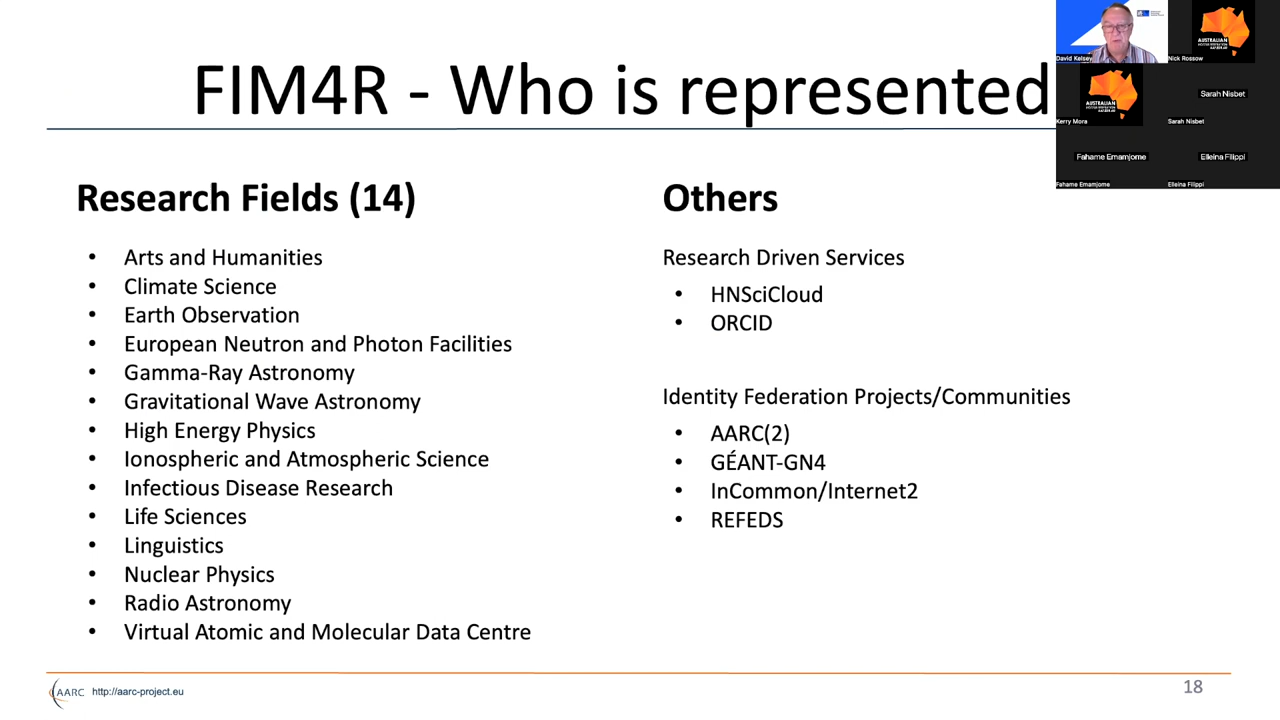 FIM4R - Who is represented
Research Fields (14)
• Arts and Humanities
• Climate Science
• Earth Observation
• European Neutron and Photon Facilities
• Gamma-Ray Astronomy
• Gravitational Wave Astronomy
• High Energy Physics
• Ionospheric and Atmospheric Science
• Infectious Disease Research
• Life Sciences
• Linguistics
• Nuclear Physics
• Radio Astronomy
• Virtual Atomic and Molecular Data Centre
Others
Research Driven Services
• HNSciCloud
• ORCID
Identity Federation Projects/Communities
• AARC(2)
• GÉANT-GN4
• InCommon/Internet2
• REFEDS
AARC http://aarc-project.eu
18
David Kelsey
AUSTRALIAN
Nick Rossow
AUSTRALIAN
Kerry Mora
Sarah Nisbet
Sarah Nisbet
Fahame Emamjome
Fahame Emamjome
Elleina Filippi
Elleina Filippi